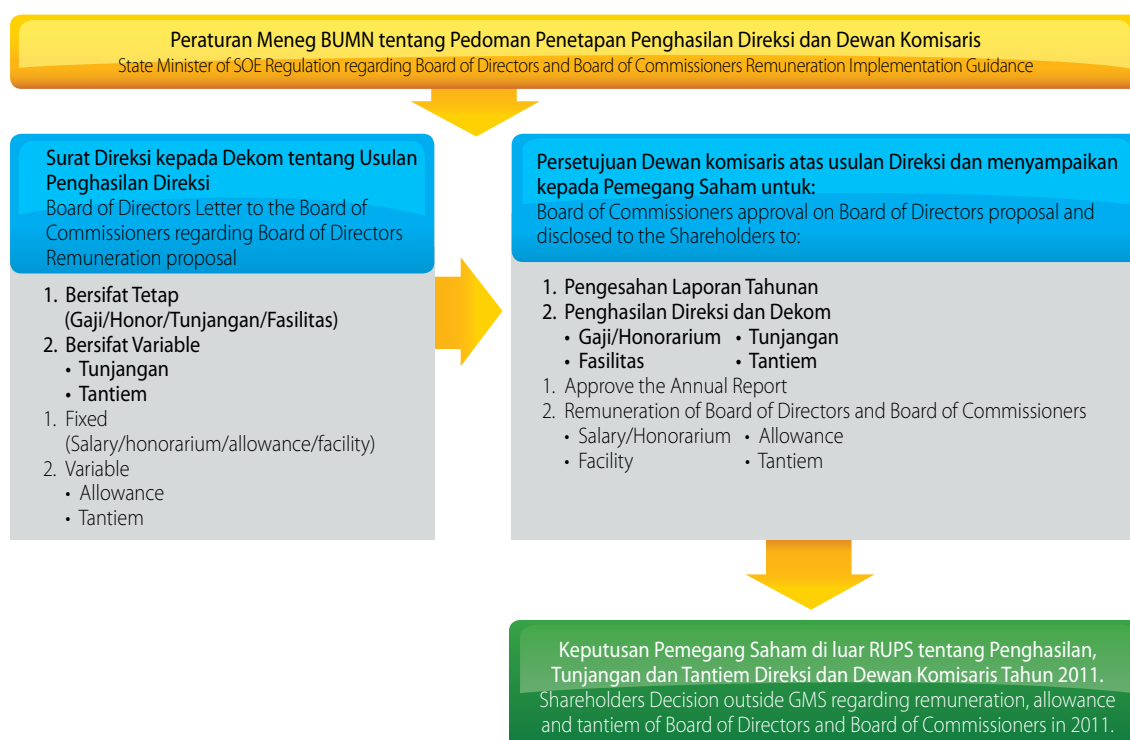 Peraturan Meneg BUMN tentang Pedoman Penetapan Penghasilan Direksi dan Dewan Komisaris
State Minister of SOE Regulation regarding Board of Directors and Board of Commissioners Remuneration Implementation Guidance
Surat Direksi kepada Dekom tentang Usulan
Penghasilan Direksi
Board of Directors Letter to the Board of
Commissioners regarding Board of Directors
Remuneration proposal
1. Bersifat Tetap
(Gaji/Honor/Tunjangan/Fasilitas)
2. Bersifat Variable
• Tunjangan
• Tantiem
1. Fixed
(Salary/honorarium/allowance/facility)
2. Variable
• Allowance
• Tantiem
Persetujuan Dewan komisaris atas usulan Direksi dan menyampaikan
kepada Pemegang Saham untuk:
Board of Commissioners approval on Board of Directors proposal and
disclosed to the Shareholders to:
1. Pengesahan Laporan Tahunan
2. Penghasilan Direksi dan Dekom
• Gaji/Honorarium • Tunjangan
• Fasilitas • Tantiem
1. Approve the Annual Report
2. Remuneration of Board of Directors and Board of Commissioners
• Salary/Honorarium • Allowance
• Facility • Tantiem
Keputusan Pemegang Saham di luar RUPS tentang Penghasilan,
Tunjangan dan Tantiem Direksi dan Dewan Komisaris Tahun 2011.
Shareholders Decision outside GMS regarding remuneration, allowance
and tantiem of Board of Directors and Board of Commissioners in 2011.